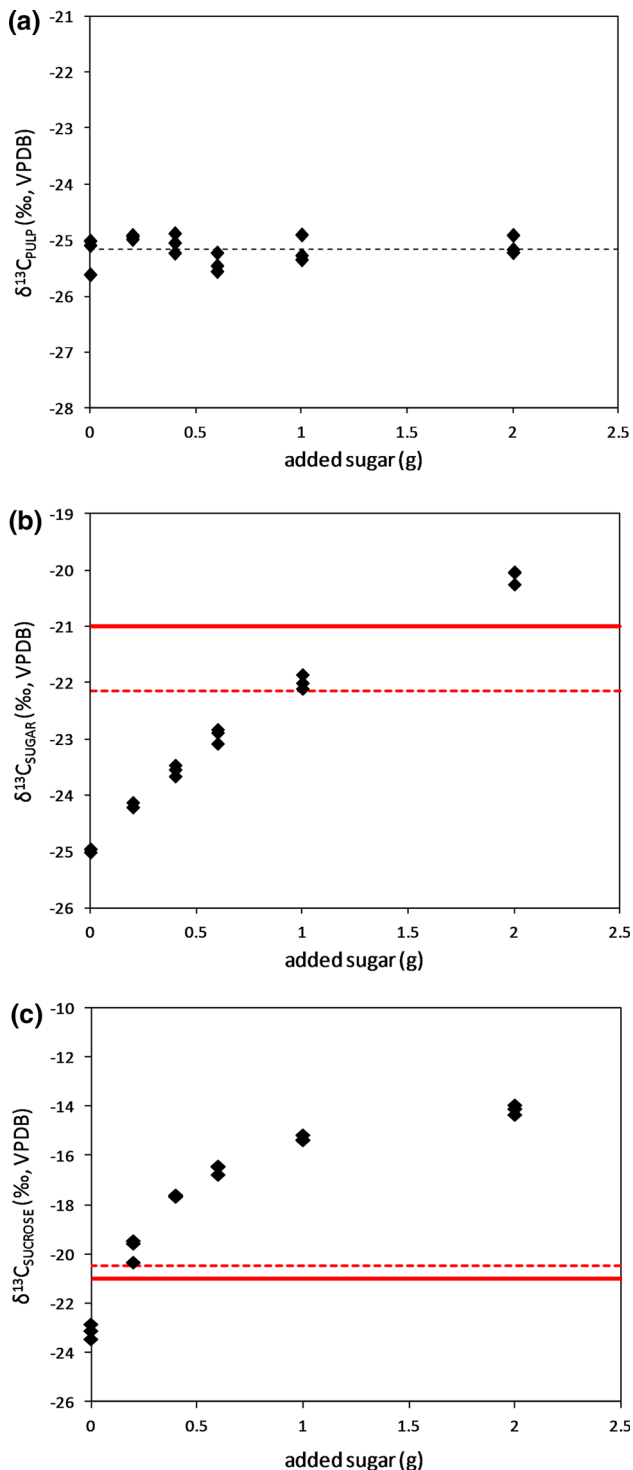 (a)
-21
-22
-23
-24
-25
-26
-27
-28
δ¹³C_PULP (‰, VPDB)
0 0.5 1 1.5 2 2.5
added sugar (g)
(b)
-19
-20
-21
-22
-23
-24
-25
-26
δ¹³C_SUGAR (‰, VPDB)
0 0.5 1 1.5 2 2.5
added sugar (g)
(c)
-10
-12
-14
-16
-18
-20
-22
-24
-26
δ¹³C_SUCROSE (‰, VPDB)
0 0.5 1 1.5 2 2.5
added sugar (g)